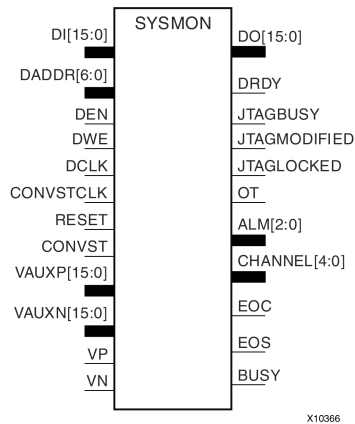 SYSMON
DI[15:0]
DADDR[6:0]
DEN
DWE
DCLK
CONVSTCLK
RESET
CONVST
VAUXP[15:0]
VAUXN[15:0]
VP
VN
DO[15:0]
DRDY
JTAGBUSY
JTAGMODIFIED
JTAGLOCKED
OT
ALM[2:0]
CHANNEL[4:0]
EOC
EOS
BUSY
X10366